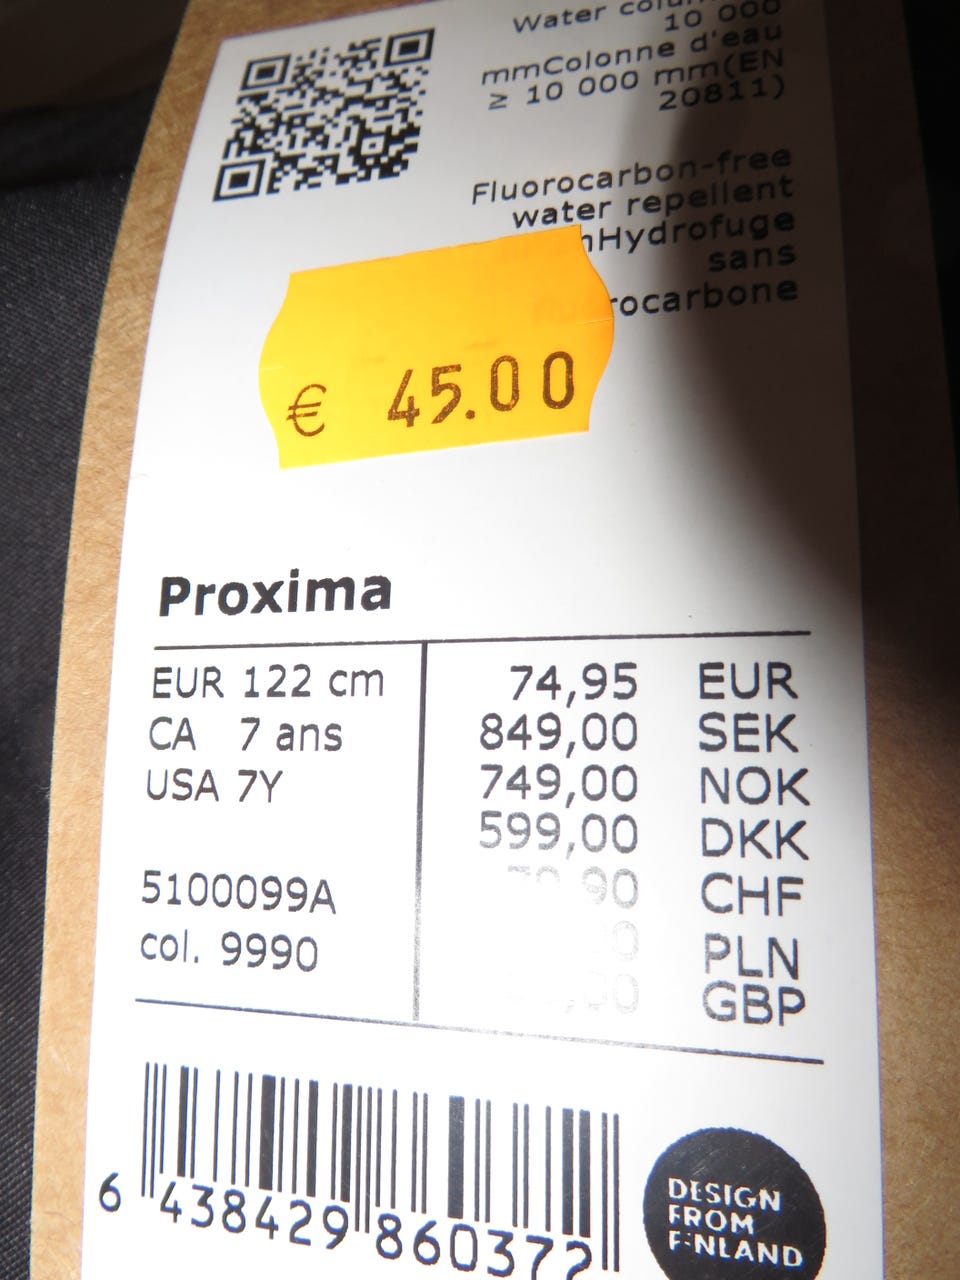 Water
10 000
mmColonne d'eau
≥ 10 000 mm(EN
20811)
Fluorocarbon-free
water repellent
Hydrofuge
sans
rocarbone
€ 45.00
Proxima
EUR 122 cm 74,95 EUR
CA 7 ans 849,00 SEK
USA 7Y 749,00 NOK
599,00 DKK
5100099A CHF
col. 9990 PLN
GBP
6 438429 860372
DESIGN
FROM
FINLAND